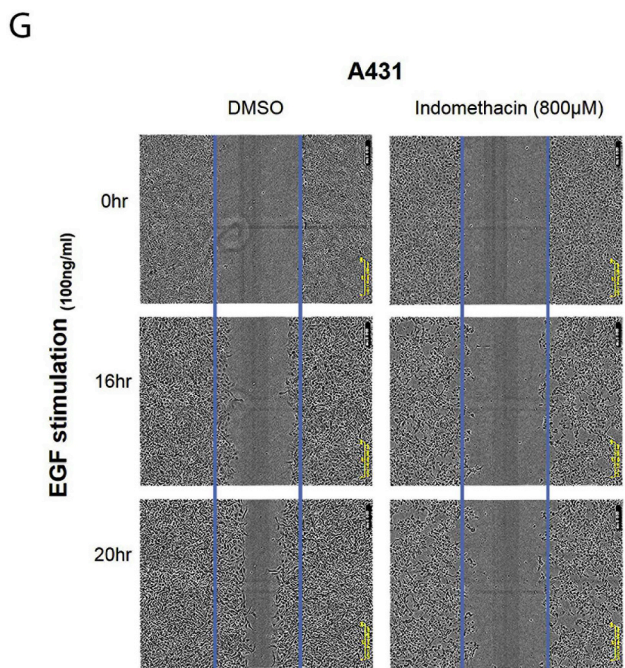 G
A431
DMSO
Indomethacin (800µM)
EGF stimulation (100ng/ml)
0hr
16hr
20hr